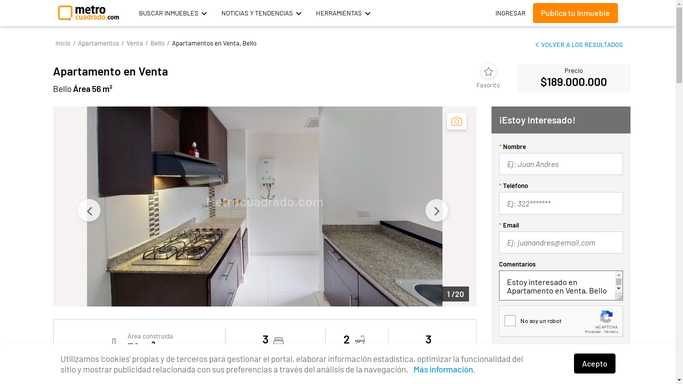 metro
cuadrado.com
BUSCAR INMUEBLES
NOTICIAS Y TENDENCIAS
HERRAMIENTAS
INGRESAR
Publica tu Inmueble
Inicio / Apartamentos / Venta / Bello / Apartamentos en Venta, Bello
VOLVER A LOS RESULTADOS
Apartamento en Venta
Bello Área 56 m²
Favorito
Precio
$189.000.000
Metrocuadrado.com
1 / 20
¡Estoy Interesado!
* Nombre
Ej: Juan Andres
* Teléfono
Ej: 322*******
* Email
Ej: juanandres@email.com
Comentarios
Estoy interesado en
Apartamento en Venta, Bello
No soy un robot
reCAPTCHA
Privacidad - Términos
Área construida
3
2
3
Utilizamos 'cookies' propias y de terceros para gestionar el portal, elaborar información estadística, optimizar la funcionalidad del
sitio y mostrar publicidad relacionada con sus preferencias a través del análisis de la navegación. Más información.
Acepto